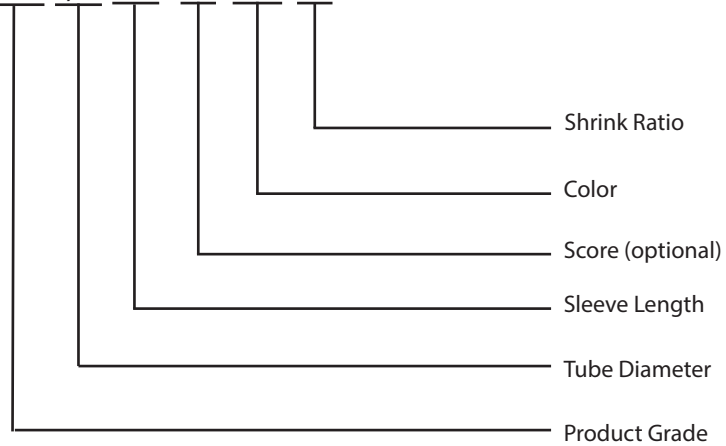 Shrink Ratio
Color
Score (optional)
Sleeve Length
Tube Diameter
Product Grade